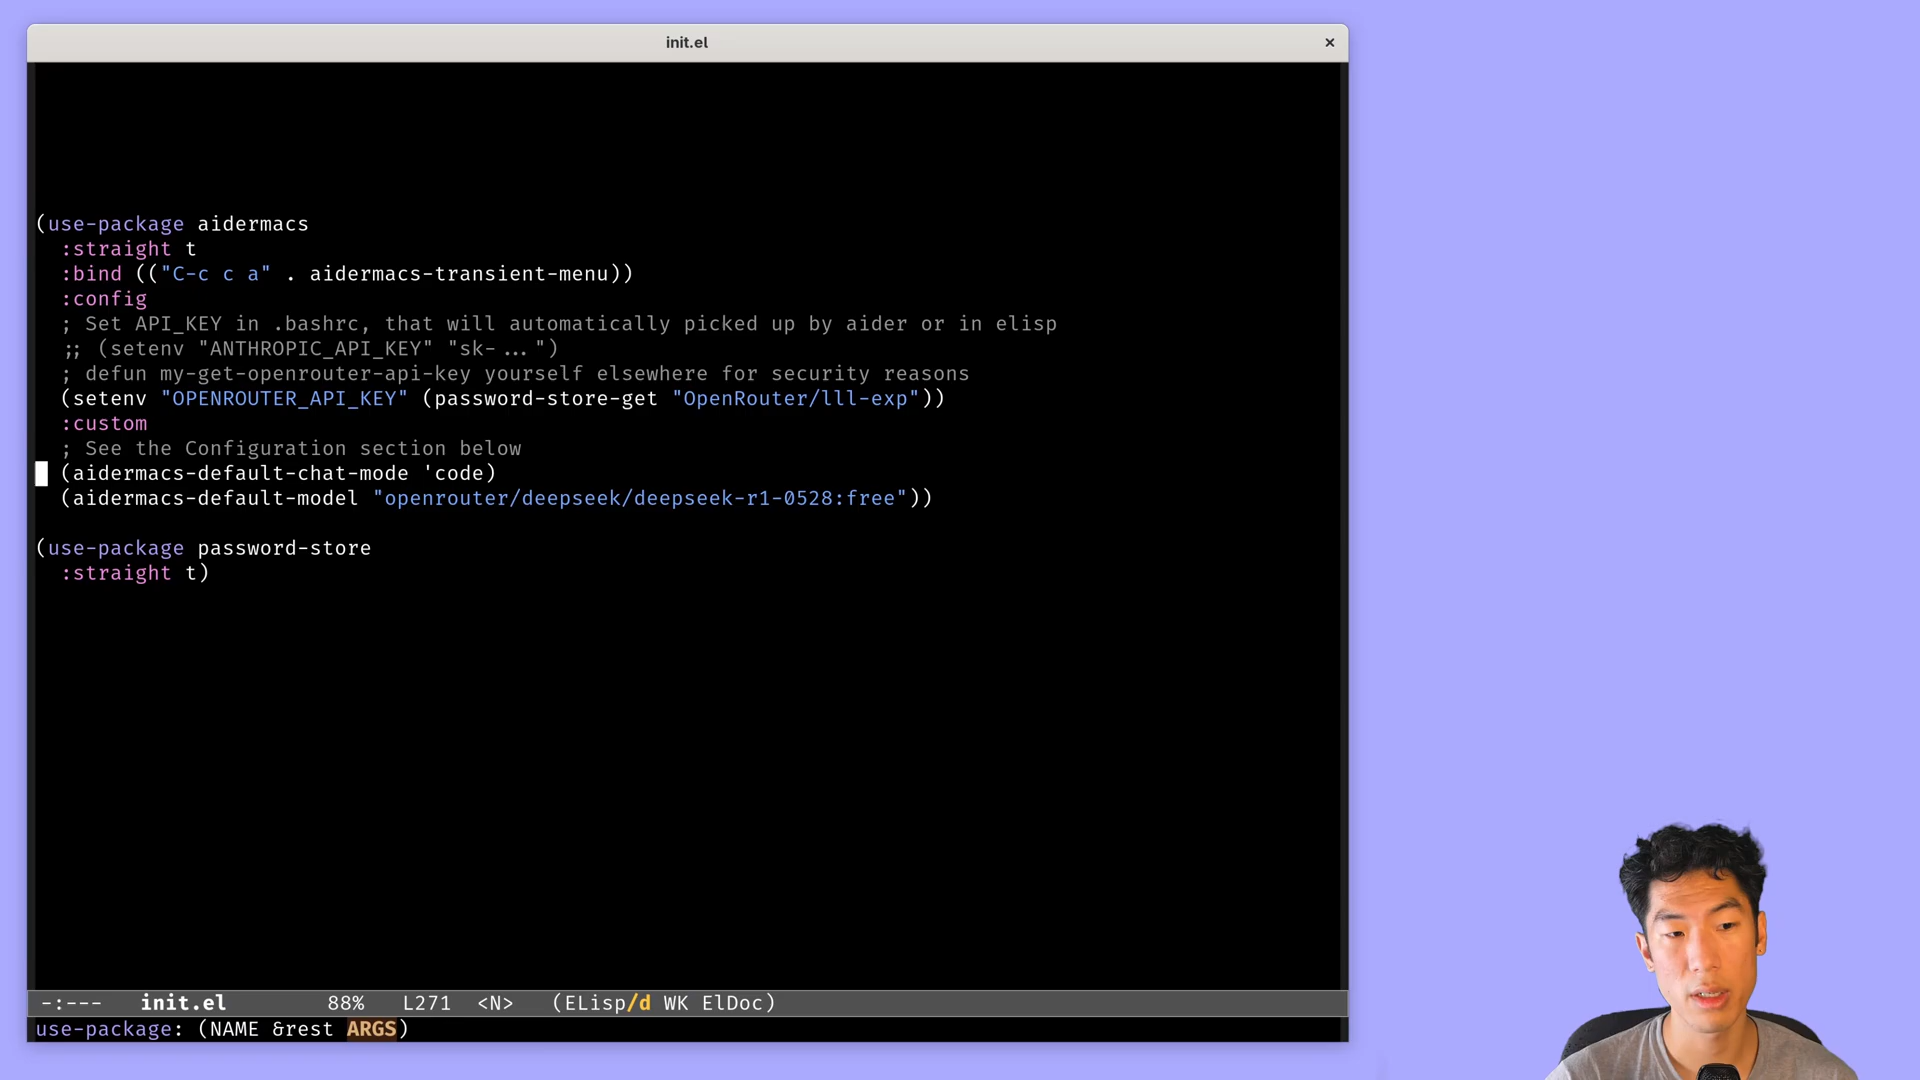 init.el ×
(use-package aidermacs
:straight t
:bind (("C-c c a" . aidermacs-transient-menu))
:config
; Set API_KEY in .bashrc, that will automatically picked up by aider or in elisp
;; (setenv "ANTHROPIC_API_KEY" "sk-...")
; defun my-get-openrouter-api-key yourself elsewhere for security reasons
(setenv "OPENROUTER_API_KEY" (password-store-get "OpenRouter/lll-exp"))
:custom
; See the Configuration section below
(aidermacs-default-chat-mode 'code)
(aidermacs-default-model "openrouter/deepseek/deepseek-r1-0528:free"))
(use-package password-store
:straight t)
-:--- init.el 88% L271 <N> (ELisp/d WK ElDoc)
use-package: (NAME &rest ARGS)